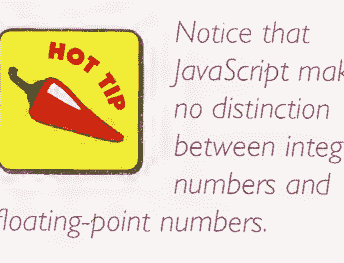 HOT TIP
Notice that
JavaScript mak
no distinction
between integ
numbers and
floating-point numbers.